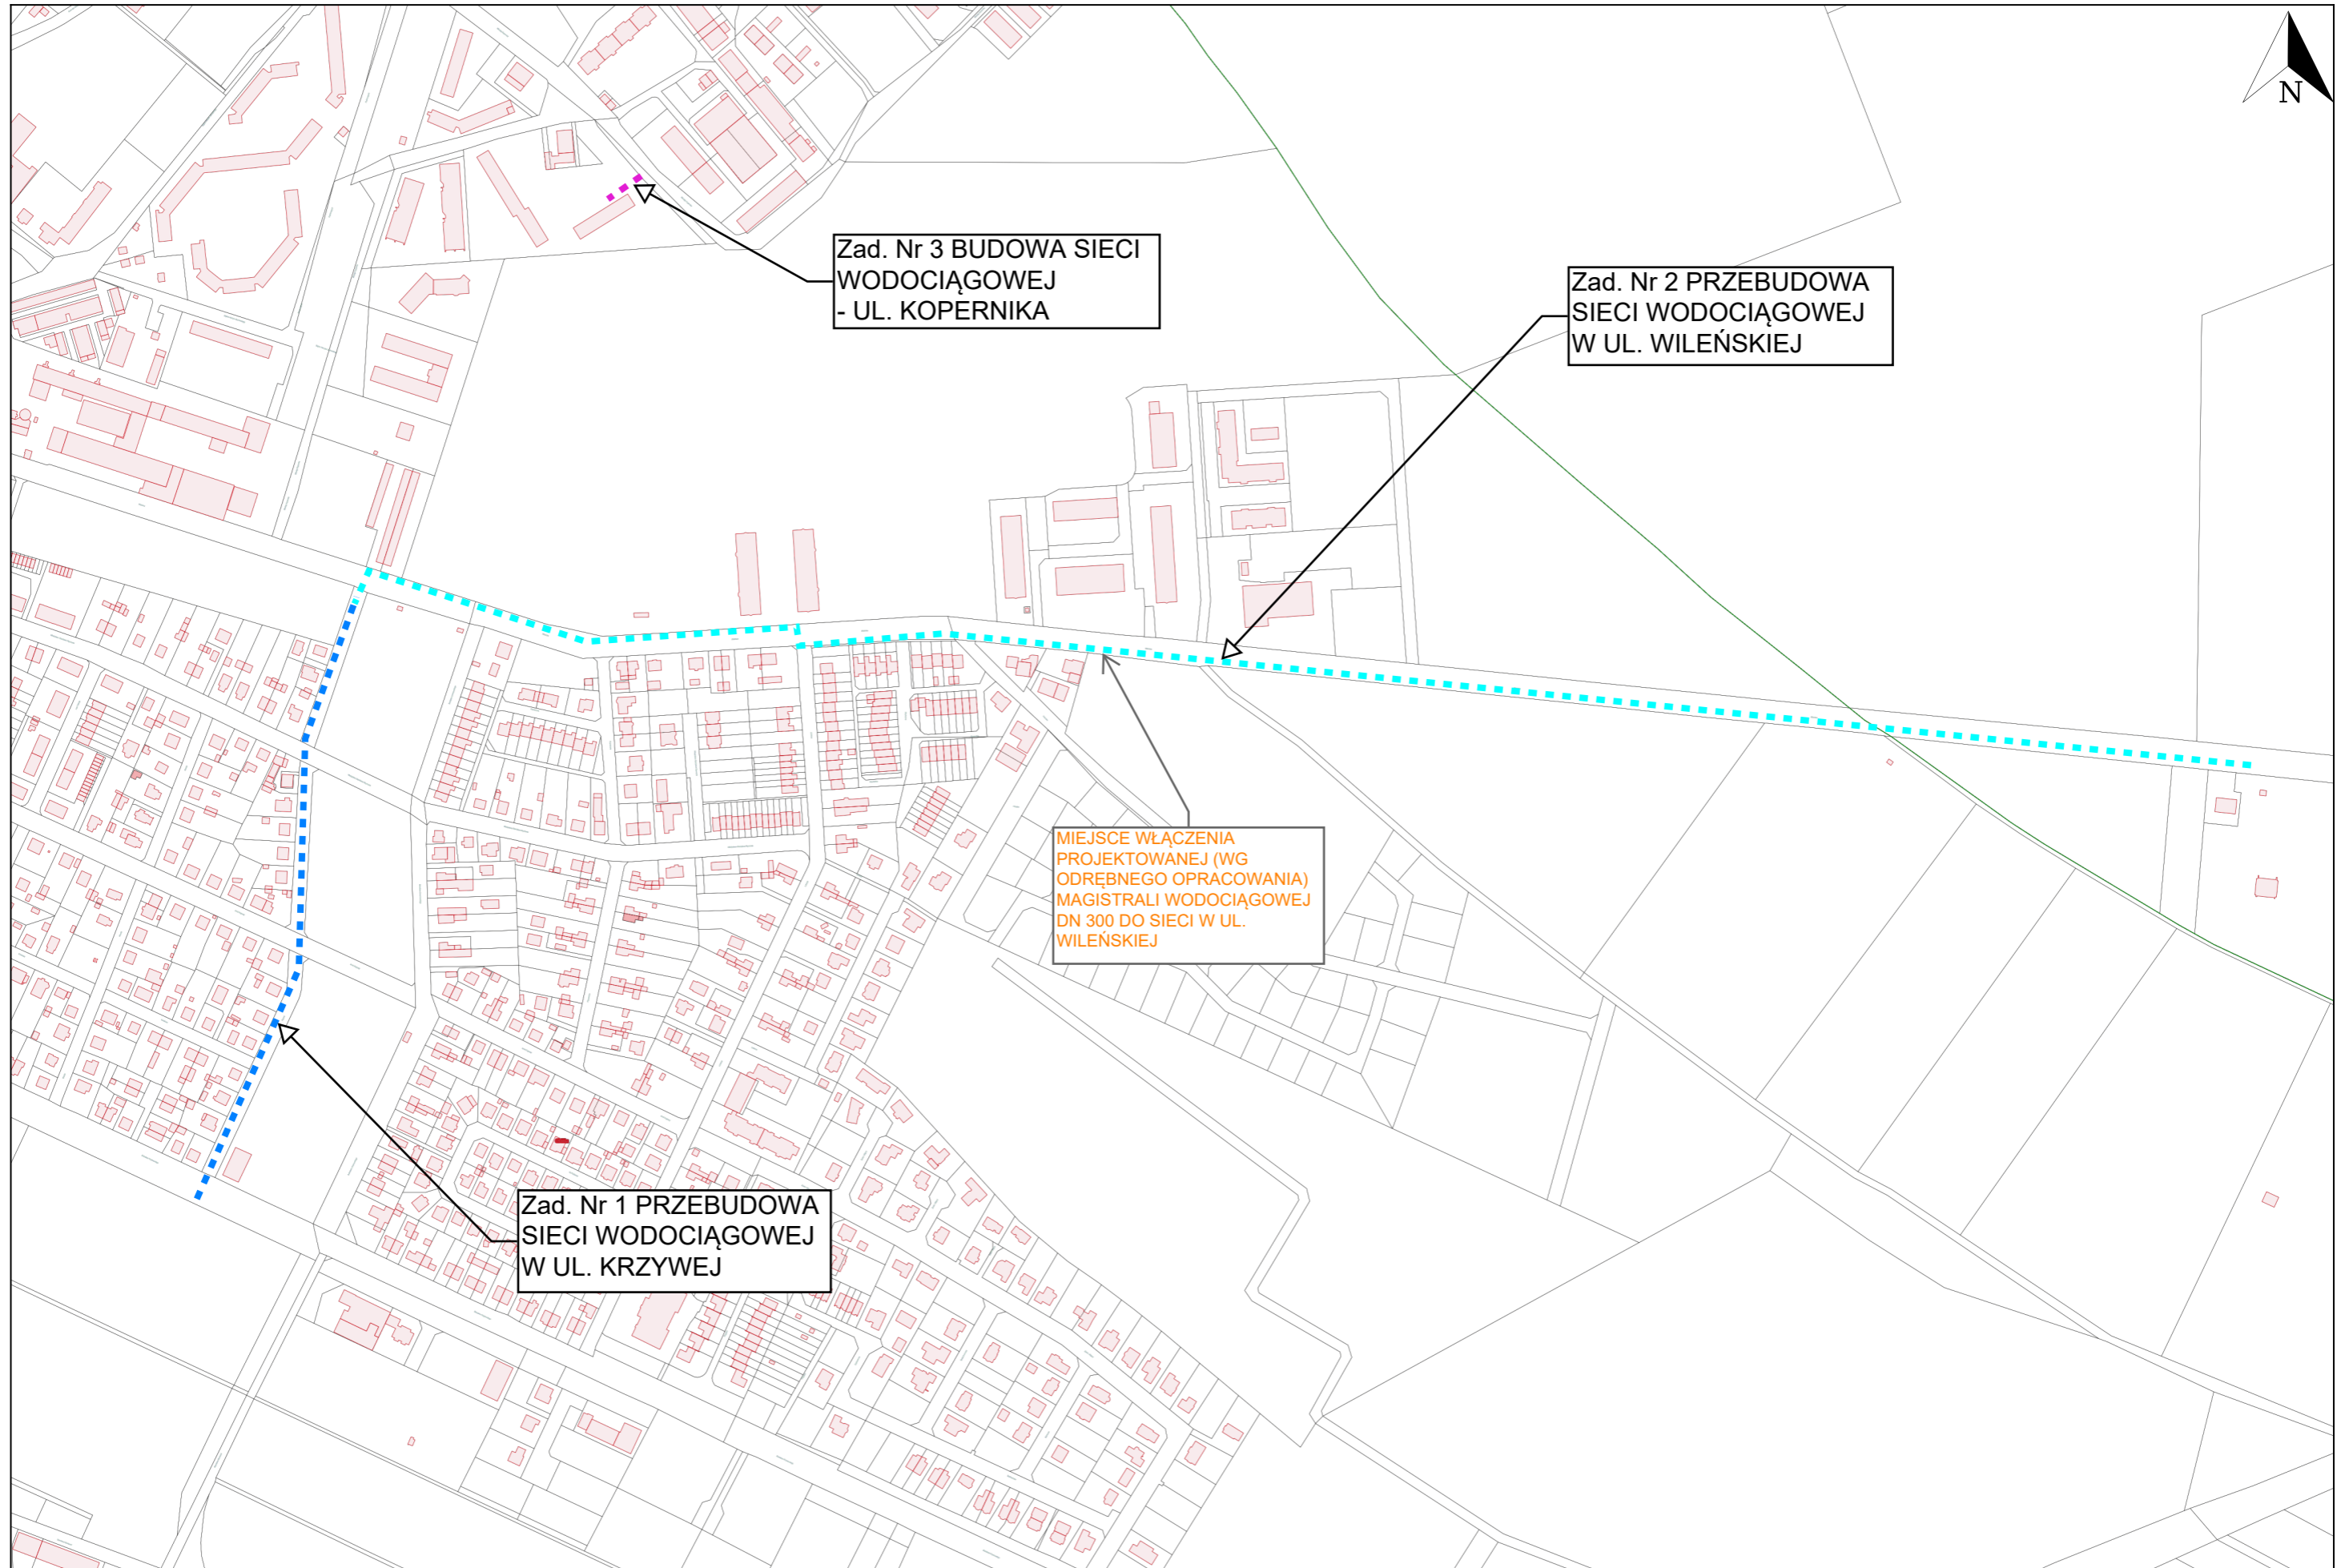 N
Zad. Nr 3 BUDOWA SIECI
WODOCIĄGOWEJ
- UL. KOPERNIKA
Zad. Nr 2 PRZEBUDOWA
SIECI WODOCIĄGOWEJ
W UL. WILEŃSKIEJ
MIEJSCE WŁĄCZENIA
PROJEKTOWANEJ (WG
ODRĘBNEGO OPRACOWANIA)
MAGISTRALI WODOCIĄGOWEJ
DN 300 DO SIECI W UL.
WILEŃSKIEJ
Zad. Nr 1 PRZEBUDOWA
SIECI WODOCIĄGOWEJ
W UL. KRZYWEJ